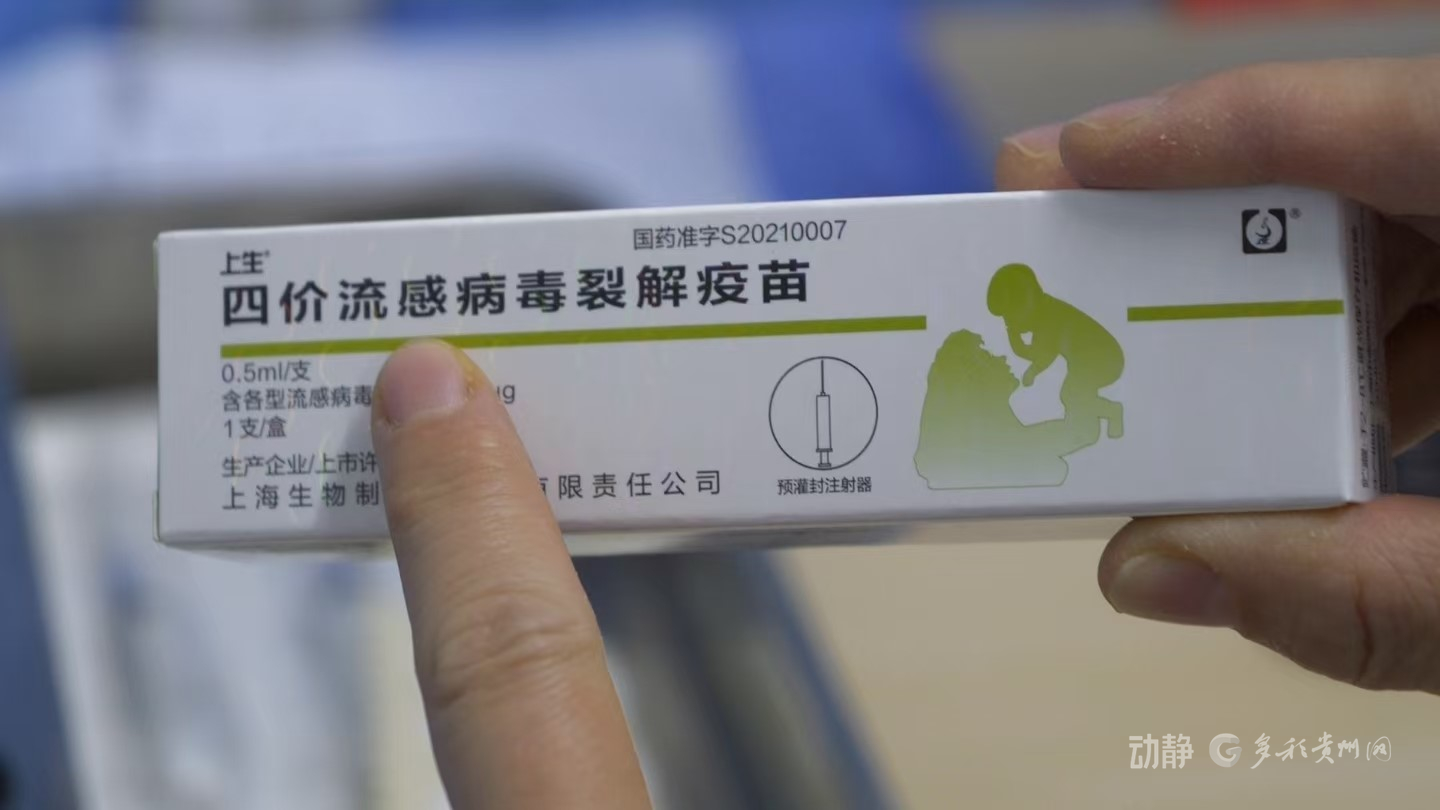 国药准字S20210007
上生®
四价流感病毒裂解疫苗
0.5ml/支
含各型流感病毒 ug
1支/盒
生产企业/上市许
上海生物制 有限责任公司
预灌封注射器
®
动静 多彩贵州网